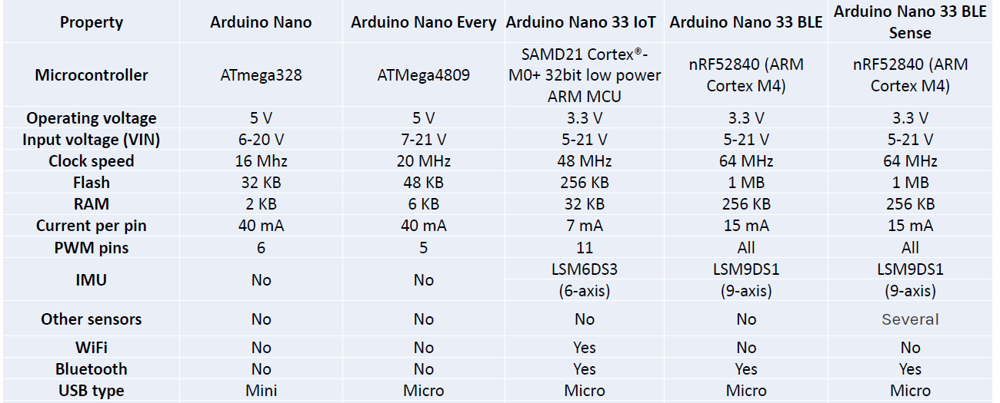 Property Arduino Nano Arduino Nano Every Arduino Nano 33 IoT Arduino Nano 33 BLE Arduino Nano 33 BLE
Sense
Microcontroller ATmega328 ATMega4809 SAMD21 Cortex®-
M0+ 32bit low power
ARM MCU nRF52840 (ARM
Cortex M4) nRF52840 (ARM
Cortex M4)
Operating voltage 5 V 5 V 3.3 V 3.3 V 3.3 V
Input voltage (VIN) 6-20 V 7-21 V 5-21 V 5-21 V 5-21 V
Clock speed 16 Mhz 20 MHz 48 MHz 64 MHz 64 MHz
Flash 32 KB 48 KB 256 KB 1 MB 1 MB
RAM 2 KB 6 KB 32 KB 256 KB 256 KB
Current per pin 40 mA 40 mA 7 mA 15 mA 15 mA
PWM pins 6 5 11 All All
IMU No No LSM6DS3 LSM9DS1 LSM9DS1
(6-axis) (9-axis) (9-axis)
Other sensors No No No No Several
WiFi No No Yes No No
Bluetooth No No Yes Yes Yes
USB type Mini Micro Micro Micro Micro